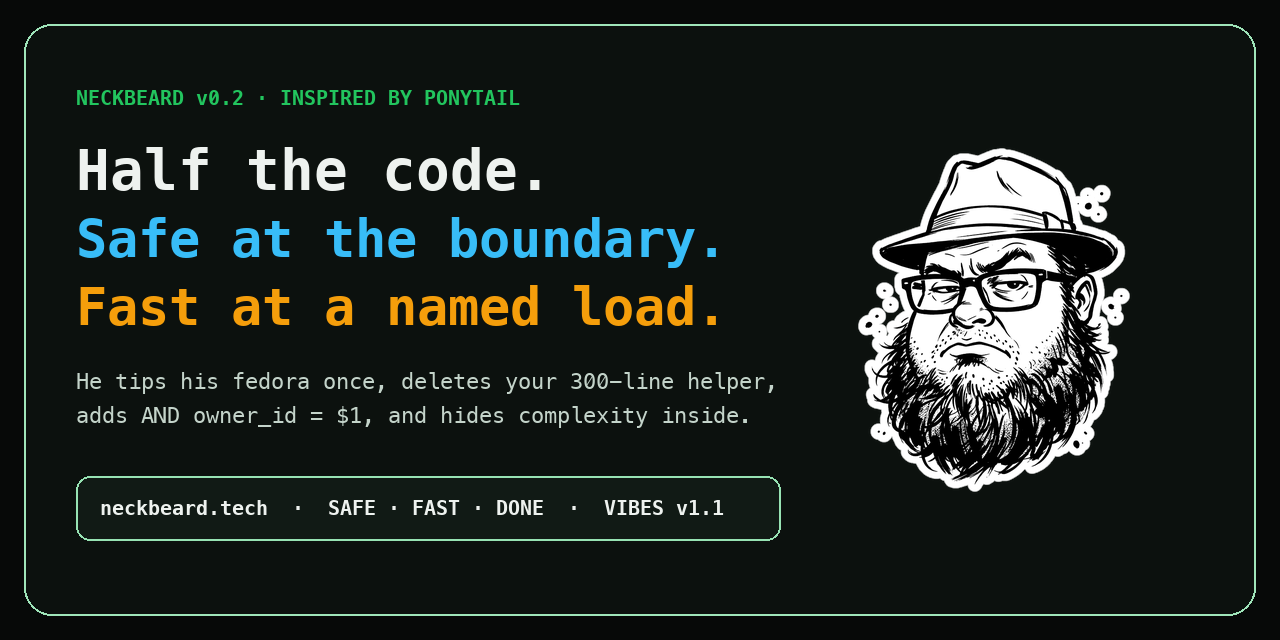 NECKBEARD v0.2 · INSPIRED BY PONYTAIL
Half the code.
Safe at the boundary.
Fast at a named load.
He tips his fedora once, deletes your 300−line helper,
adds AND owner_id = $1, and hides complexity inside.
neckbeard.tech · SAFE · FAST · DONE · VIBES v1.1